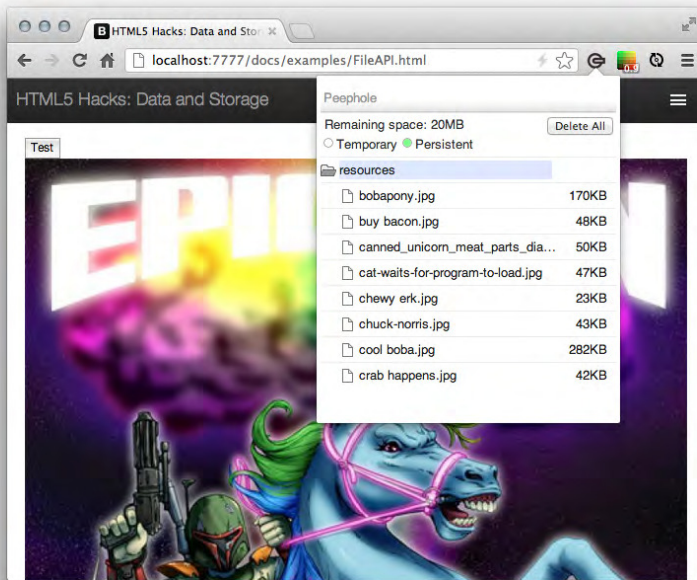 HTML5 Hacks: Data and Stor
localhost:7777/docs/examples/FileAPI.html
0.9
HTML5 Hacks: Data and Storage
Peephole
Remaining space: 20MB
Delete All
Temporary Persistent
resources
bobapony.jpg 170KB
buy bacon.jpg 48KB
canned_unicorn_meat_parts_dia... 50KB
cat-waits-for-program-to-load.jpg 47KB
chewy erk.jpg 23KB
chuck-norris.jpg 43KB
cool boba.jpg 282KB
crab happens.jpg 42KB
Test
EPI